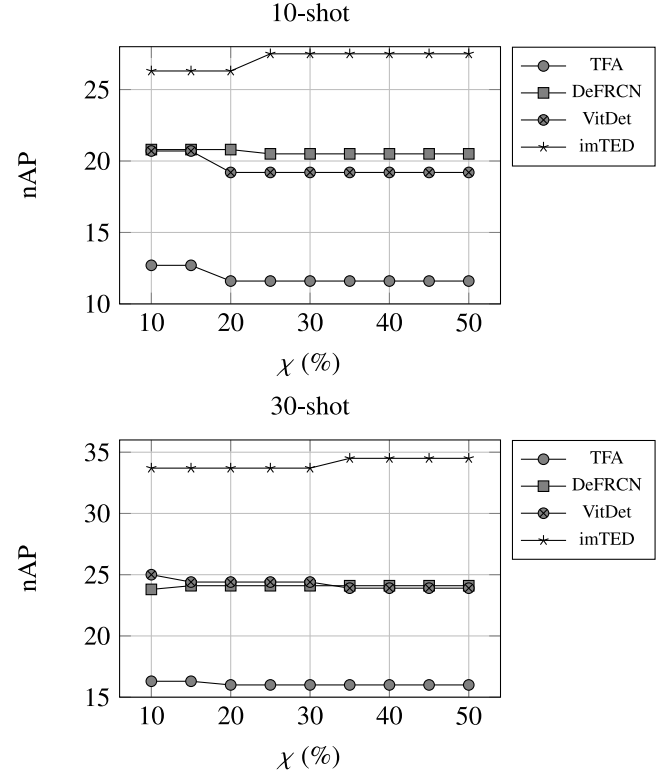 10-shot
nAP
25
20
15
10
10 20 30 40 50
χ (%)
TFA
DeFRCN
VitDet
imTED
30-shot
nAP
35
30
25
20
15
10 20 30 40 50
χ (%)
TFA
DeFRCN
VitDet
imTED